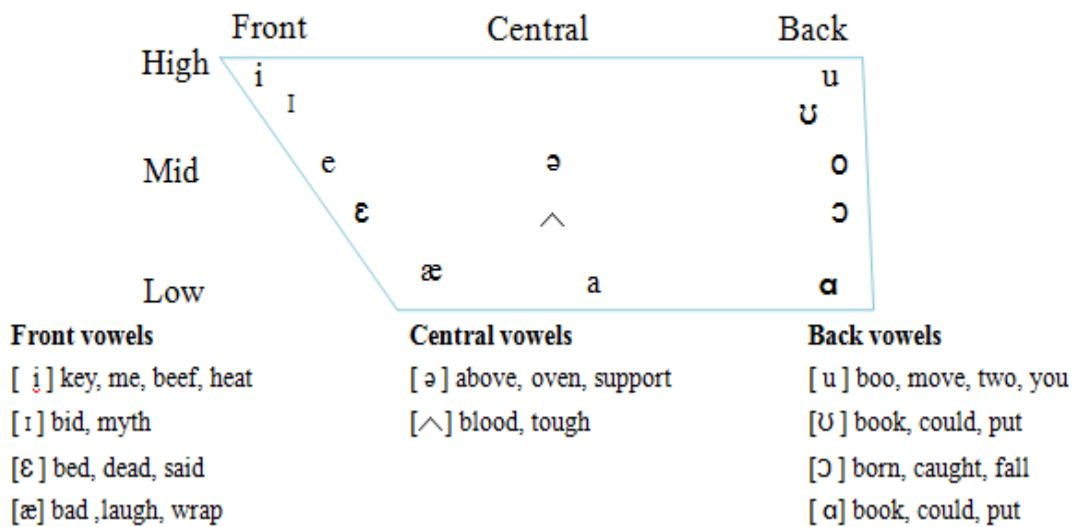 Front Central Back
High i u
ɪ ʊ
Mid e ə o
ɛ ʌ ɔ
æ a
Low ɑ
Front vowels Central vowels Back vowels
[ i ] key, me, beef, heat [ ə ] above, oven, support [ u ] boo, move, two, you
[ ɪ ] bid, myth [ʌ] blood, tough [ʊ ] book, could, put
[ɛ ] bed, dead, said [ɔ ] born, caught, fall
[æ] bad ,laugh, wrap [ ɑ] book, could, put